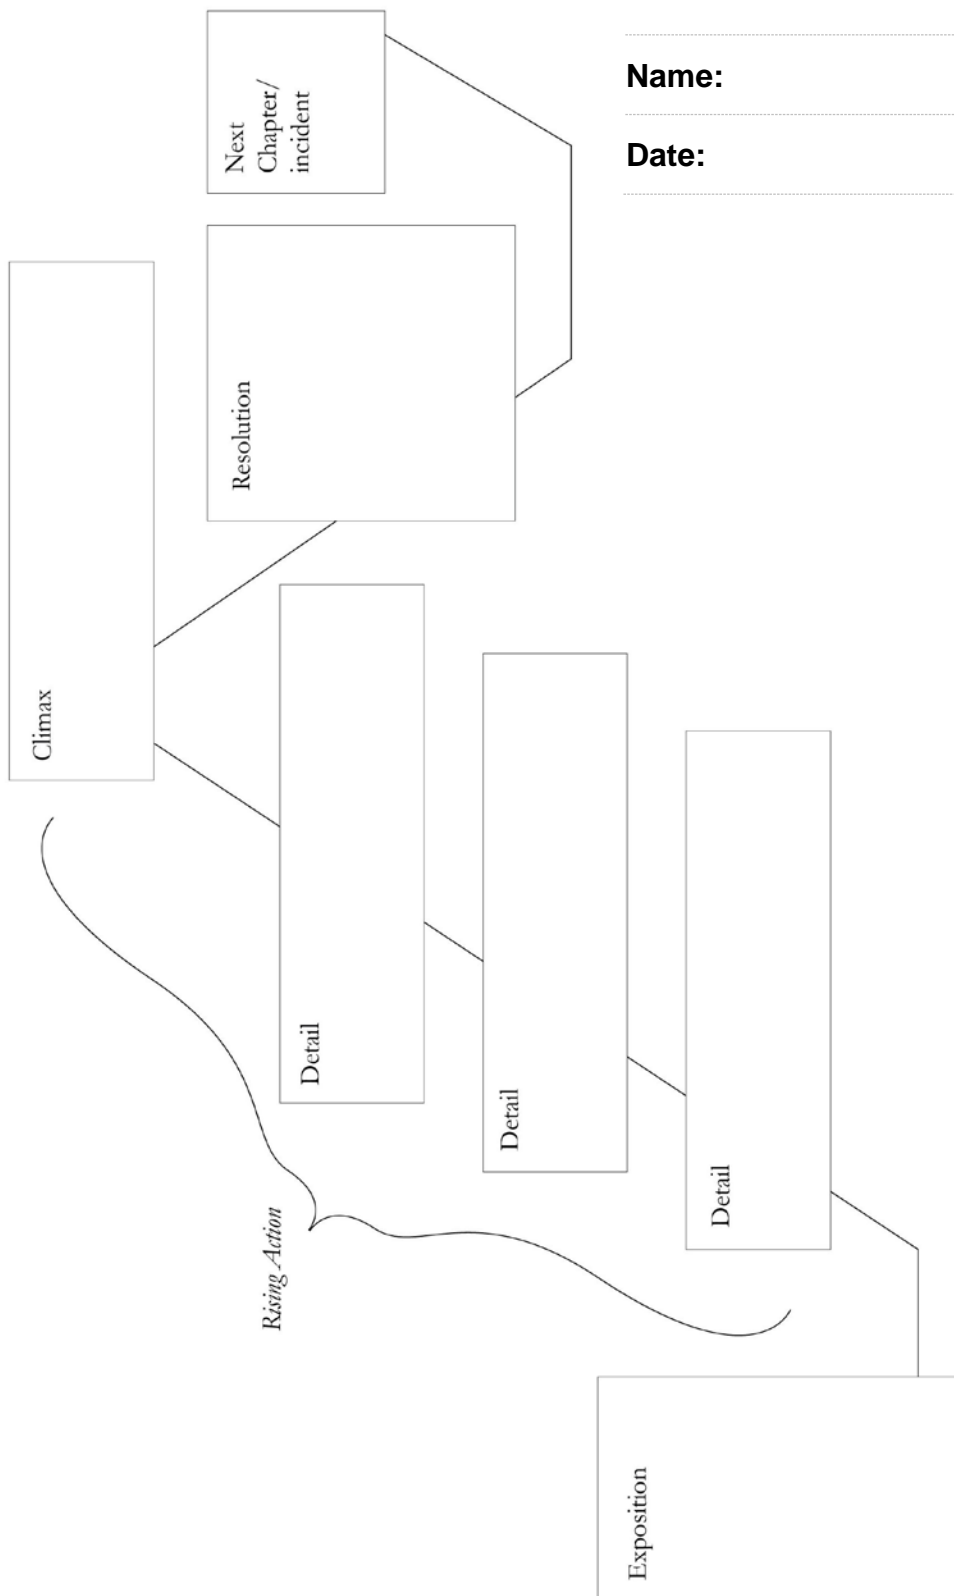 Name:
Date:
Exposition
Rising Action
Detail
Detail
Detail
Climax
Resolution
Next
Chapter/
incident